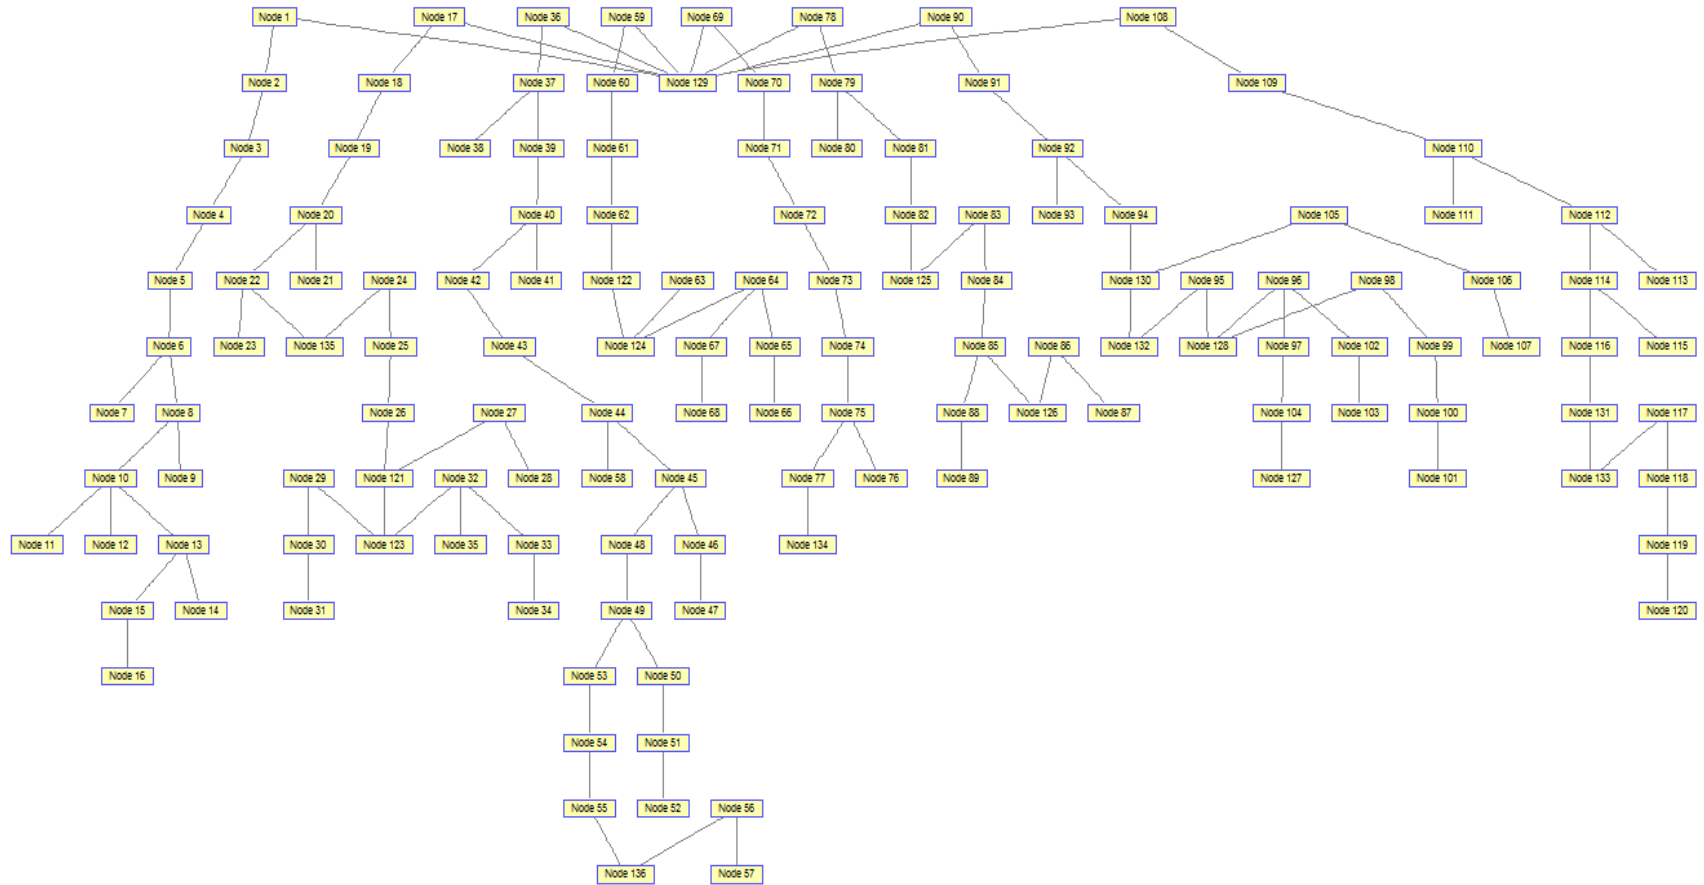 Node 1
Node 17
Node 36
Node 59
Node 69
Node 78
Node 90
Node 108
Node 2
Node 18
Node 37
Node 60
Node 129
Node 70
Node 79
Node 91
Node 109
Node 3
Node 19
Node 38
Node 39
Node 61
Node 71
Node 80
Node 81
Node 92
Node 110
Node 4
Node 20
Node 40
Node 62
Node 72
Node 82
Node 83
Node 93
Node 94
Node 105
Node 111
Node 112
Node 5
Node 22
Node 21
Node 24
Node 42
Node 41
Node 122
Node 63
Node 64
Node 73
Node 125
Node 84
Node 130
Node 95
Node 96
Node 98
Node 106
Node 114
Node 113
Node 6
Node 23
Node 135
Node 25
Node 43
Node 124
Node 67
Node 65
Node 74
Node 85
Node 86
Node 132
Node 128
Node 97
Node 102
Node 99
Node 107
Node 116
Node 115
Node 7
Node 8
Node 26
Node 27
Node 44
Node 68
Node 66
Node 75
Node 88
Node 126
Node 87
Node 104
Node 103
Node 100
Node 131
Node 117
Node 10
Node 9
Node 29
Node 121
Node 32
Node 28
Node 58
Node 45
Node 77
Node 76
Node 89
Node 127
Node 101
Node 133
Node 118
Node 11
Node 12
Node 13
Node 30
Node 123
Node 35
Node 33
Node 48
Node 46
Node 134
Node 119
Node 15
Node 14
Node 31
Node 34
Node 49
Node 47
Node 120
Node 16
Node 53
Node 50
Node 54
Node 51
Node 55
Node 52
Node 56
Node 136
Node 57